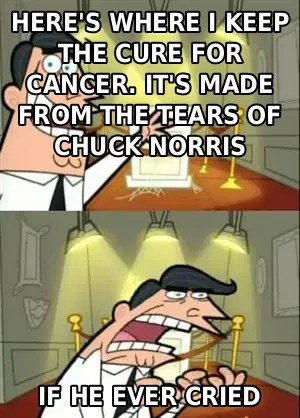 HERE'S WHERE I KEEP
THE CURE FOR
CANCER. IT'S MADE
FROM THE TEARS OF
CHUCK NORRIS
IF HE EVER CRIED